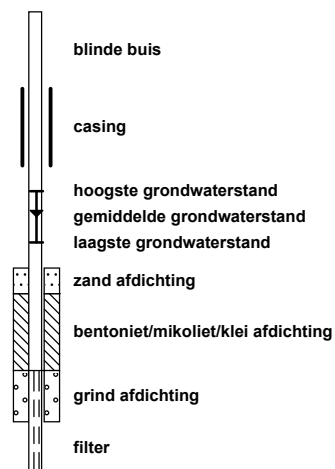 blinde buis
casing
hoogste grondwaterstand
gemiddelde grondwaterstand
laagste grondwaterstand
zand afdichting
bentoniet/mikoliet/klei afdichting
grind afdichting
filter